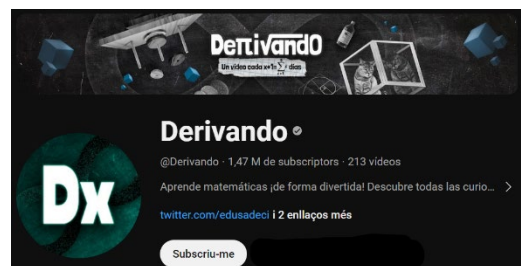 Derivando
Un vídeo cada x+1= días
Derivando
@Derivando · 1,47 M de subscriptors · 213 vídeos
Aprende matemáticas ¡de forma divertida! Descubre todas las curio...
Dx
twitter.com/edusadeci i 2 enllaços més
Subscriu-me